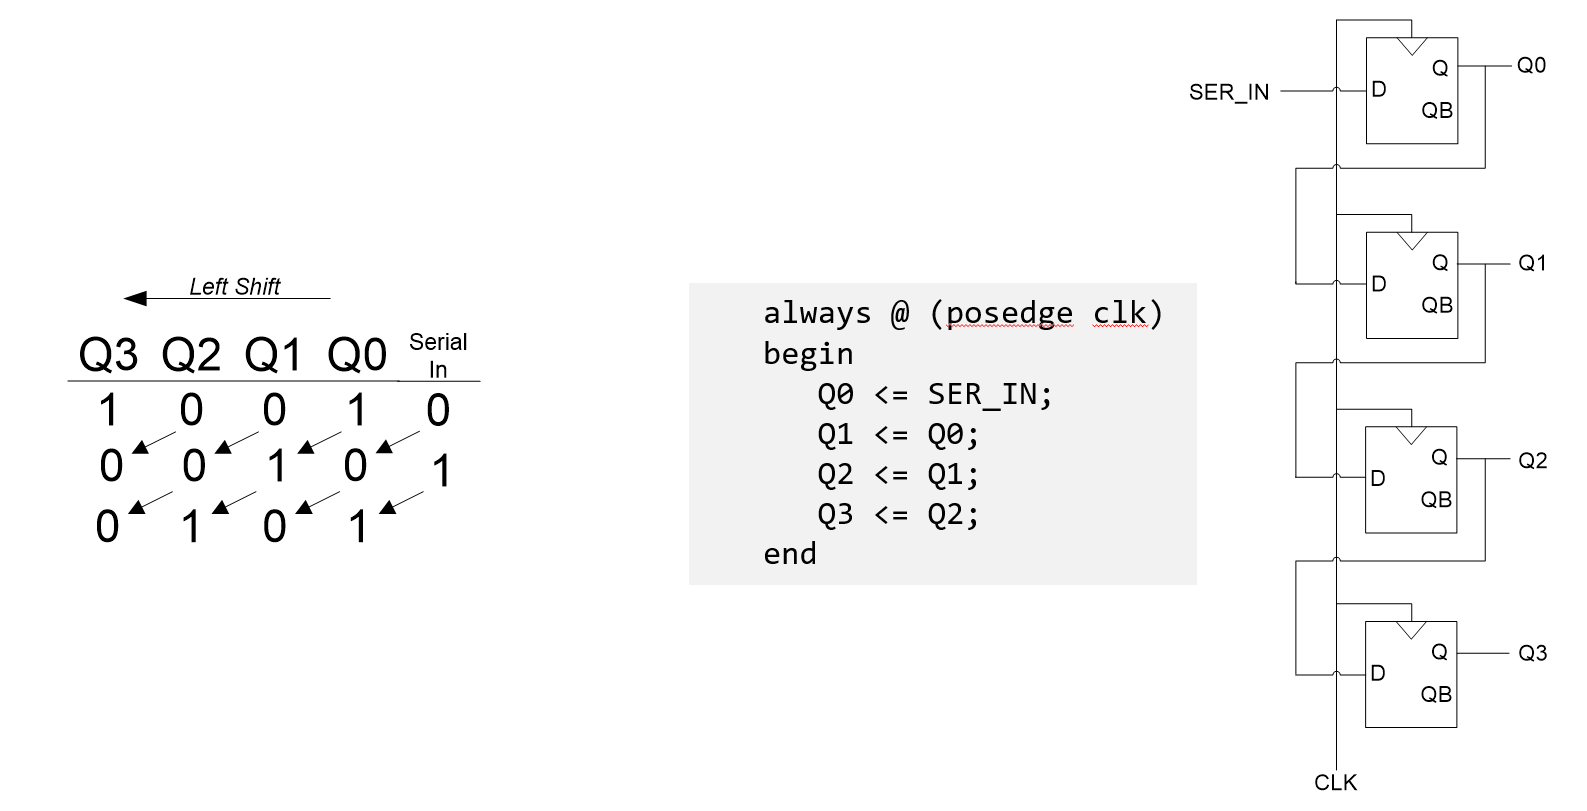 Left Shift
Q3 Q2 Q1 Q0 Serial In
1 0 0 1 0
0 0 1 0 1
0 1 0 1
always @ (posedge clk)
begin
Q0 <= SER_IN;
Q1 <= Q0;
Q2 <= Q1;
Q3 <= Q2;
end
Q Q0
SER_IN D
QB
Q Q1
D
QB
Q Q2
D
QB
Q Q3
D
QB
CLK